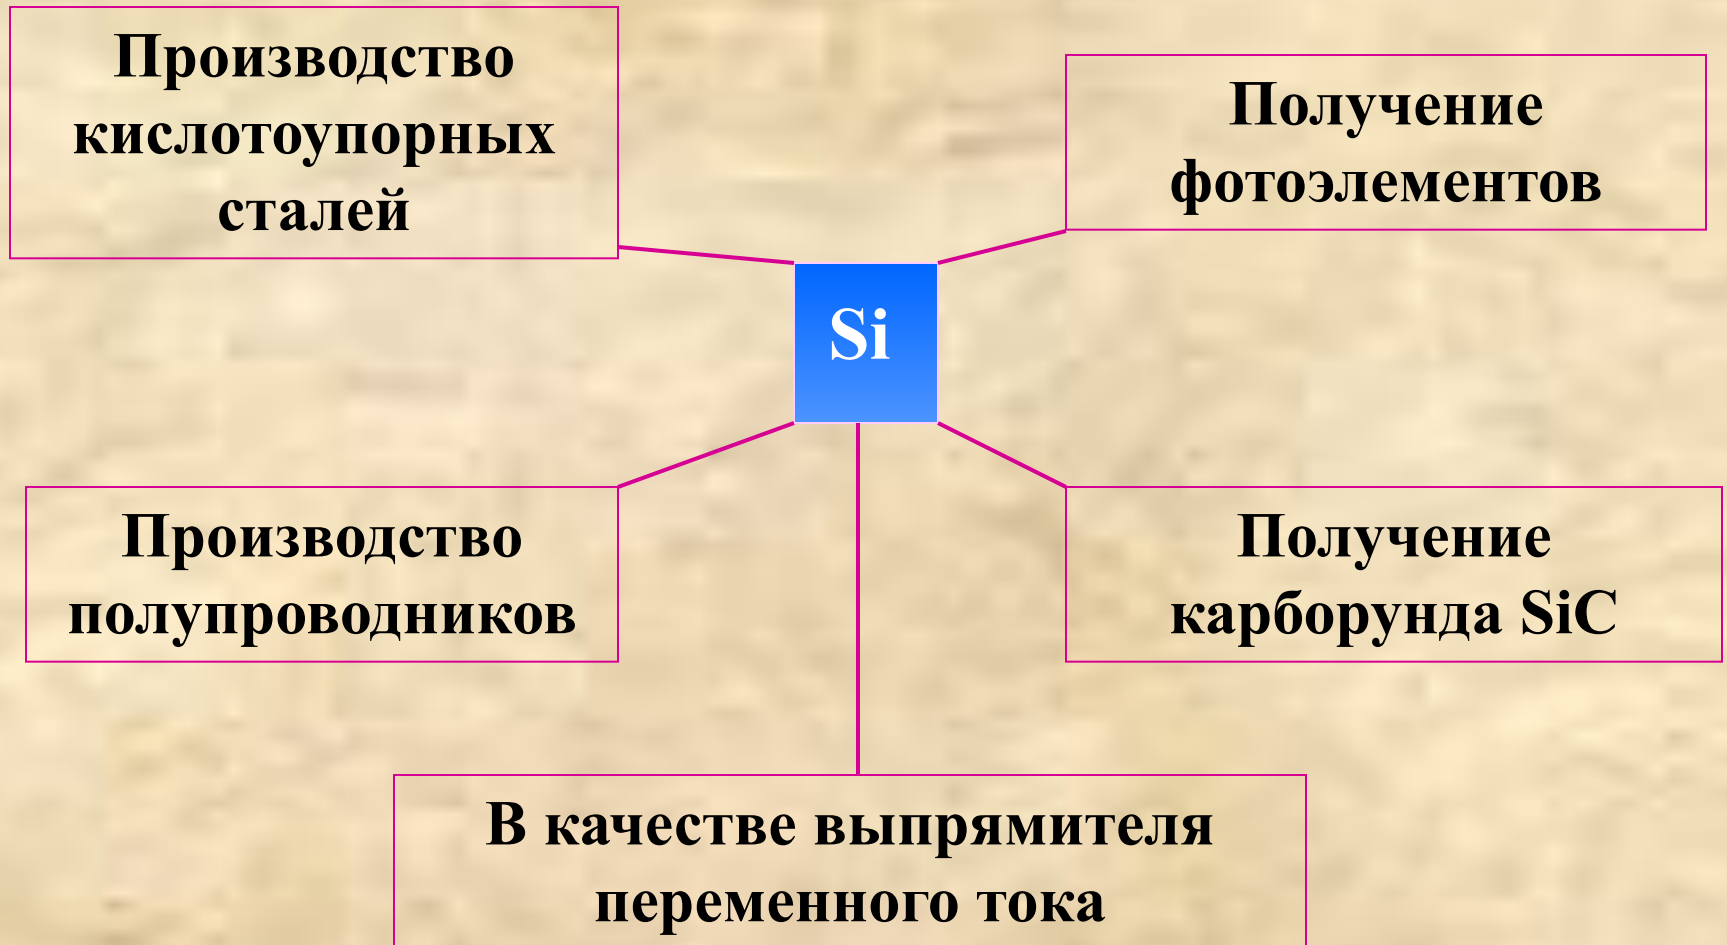 Производство
кислотоупорных
сталей
Получение
фотоэлементов
Si
Производство
полупроводников
Получение
карборунда SiC
В качестве выпрямителя
переменного тока